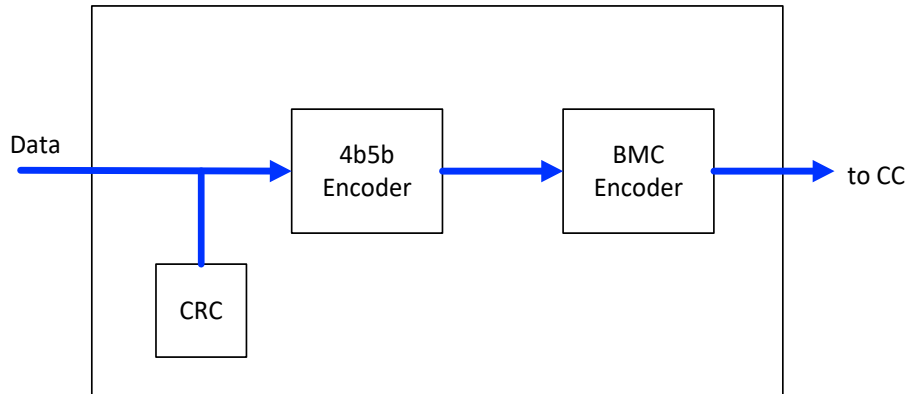 Data
4b5b
Encoder
BMC
Encoder
to CC
CRC